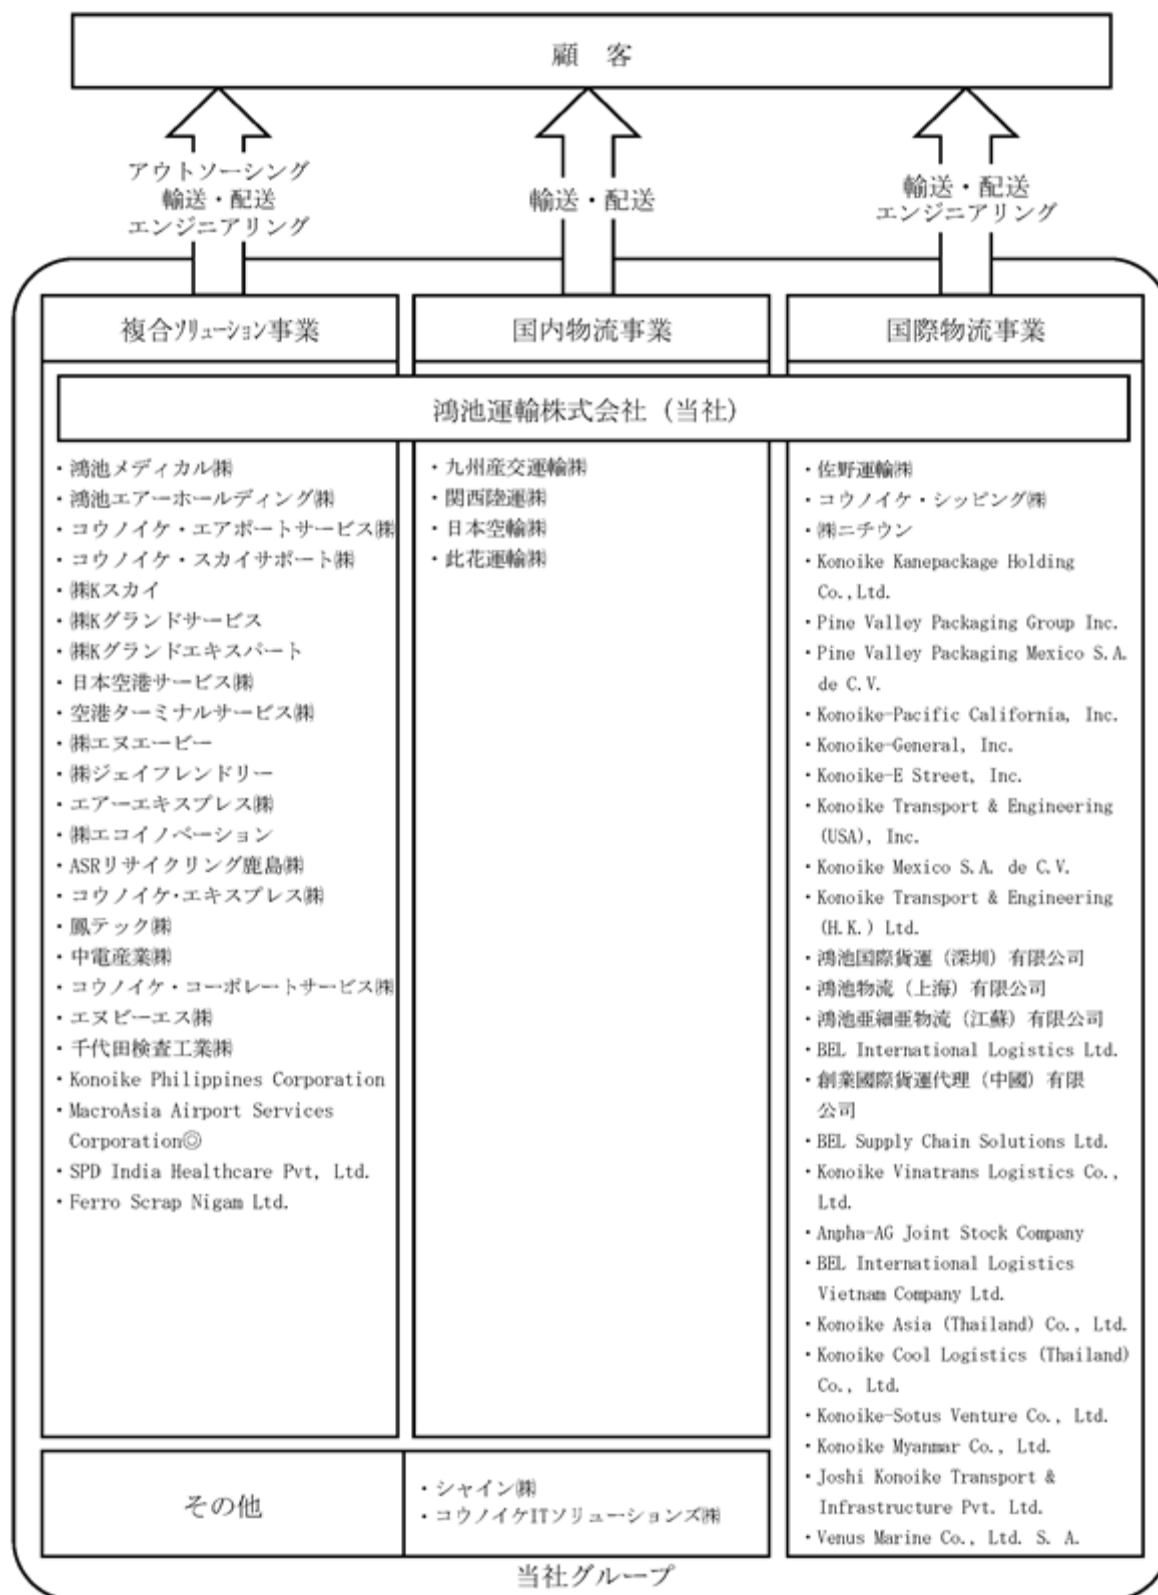 顧 客
アウトソーシング
輸送・配送
エンジニアリング
輸送・配送
輸送・配送
エンジニアリング
複合ソリューション事業
国内物流事業
国際物流事業
鴻池運輸株式会社（当社）
・鴻池メディカル㈱
・鴻池エアーホールディング㈱
・コウノイケ・エアポートサービス㈱
・コウノイケ・スカイサポート㈱
・㈱Kスカイ
・㈱Kグランドサービス
・㈱Kグランドエキスパート
・日本空港サービス㈱
・空港ターミナルサービス㈱
・㈱エヌエービー
・㈱ジェイフレンドリー
・エアーエキスプレス㈱
・㈱エコイノベーション
・ASRリサイクリング鹿島㈱
・コウノイケ・エキスプレス㈱
・鳳テック㈱
・中電産業㈱
・コウノイケ・コーポレートサービス㈱
・エヌビーエス㈱
・千代田検査工業㈱
・Konoike Philippines Corporation
・MacroAsia Airport Services
Corporation◎
・SPD India Healthcare Pvt, Ltd.
・Ferro Scrap Nigam Ltd.
・九州産交運輸㈱
・関西陸運㈱
・日本空輸㈱
・此花運輸㈱
・佐野運輸㈱
・コウノイケ・シッピング㈱
・㈱ニチウン
・Konoike Kanepackage Holding
Co.,Ltd.
・Pine Valley Packaging Group Inc.
・Pine Valley Packaging Mexico S.A.
de C.V.
・Konoike-Pacific California, Inc.
・Konoike-General, Inc.
・Konoike-E Street, Inc.
・Konoike Transport & Engineering
(USA), Inc.
・Konoike Mexico S.A. de C.V.
・Konoike Transport & Engineering
(H.K.) Ltd.
・鴻池国際貨運（深圳）有限公司
・鴻池物流（上海）有限公司
・鴻池亜細亜物流（江蘇）有限公司
・BEL International Logistics Ltd.
・創業國際貨運代理（中國）有限
公司
・BEL Supply Chain Solutions Ltd.
・Konoike Vinatrans Logistics Co.,
Ltd.
・Anpha-AG Joint Stock Company
・BEL International Logistics
Vietnam Company Ltd.
・Konoike Asia (Thailand) Co., Ltd.
・Konoike Cool Logistics (Thailand)
Co., Ltd.
・Konoike-Sotus Venture Co., Ltd.
・Konoike Myanmar Co., Ltd.
・Joshi Konoike Transport &
Infrastructure Pvt. Ltd.
・Venus Marine Co., Ltd. S. A.
その他
・シャイン㈱
・コウノイケITソリューションズ㈱
当社グループ